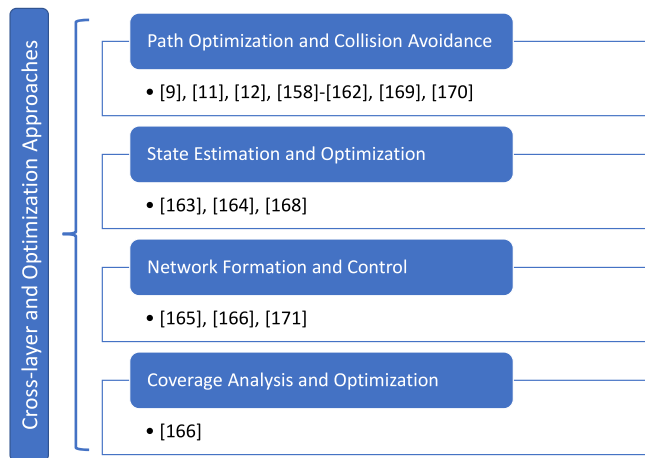 Cross-layer and Optimization Approaches
Path Optimization and Collision Avoidance
• [9], [11], [12], [158]-[162], [169], [170]
State Estimation and Optimization
• [163], [164], [168]
Network Formation and Control
• [165], [166], [171]
Coverage Analysis and Optimization
• [166]